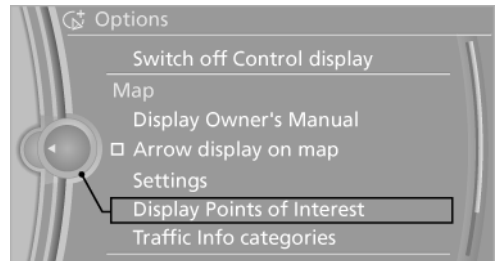 Options
Switch off Control display
Map
Display Owner's Manual
Arrow display on map
Settings
Display Points of Interest
Traffic Info categories